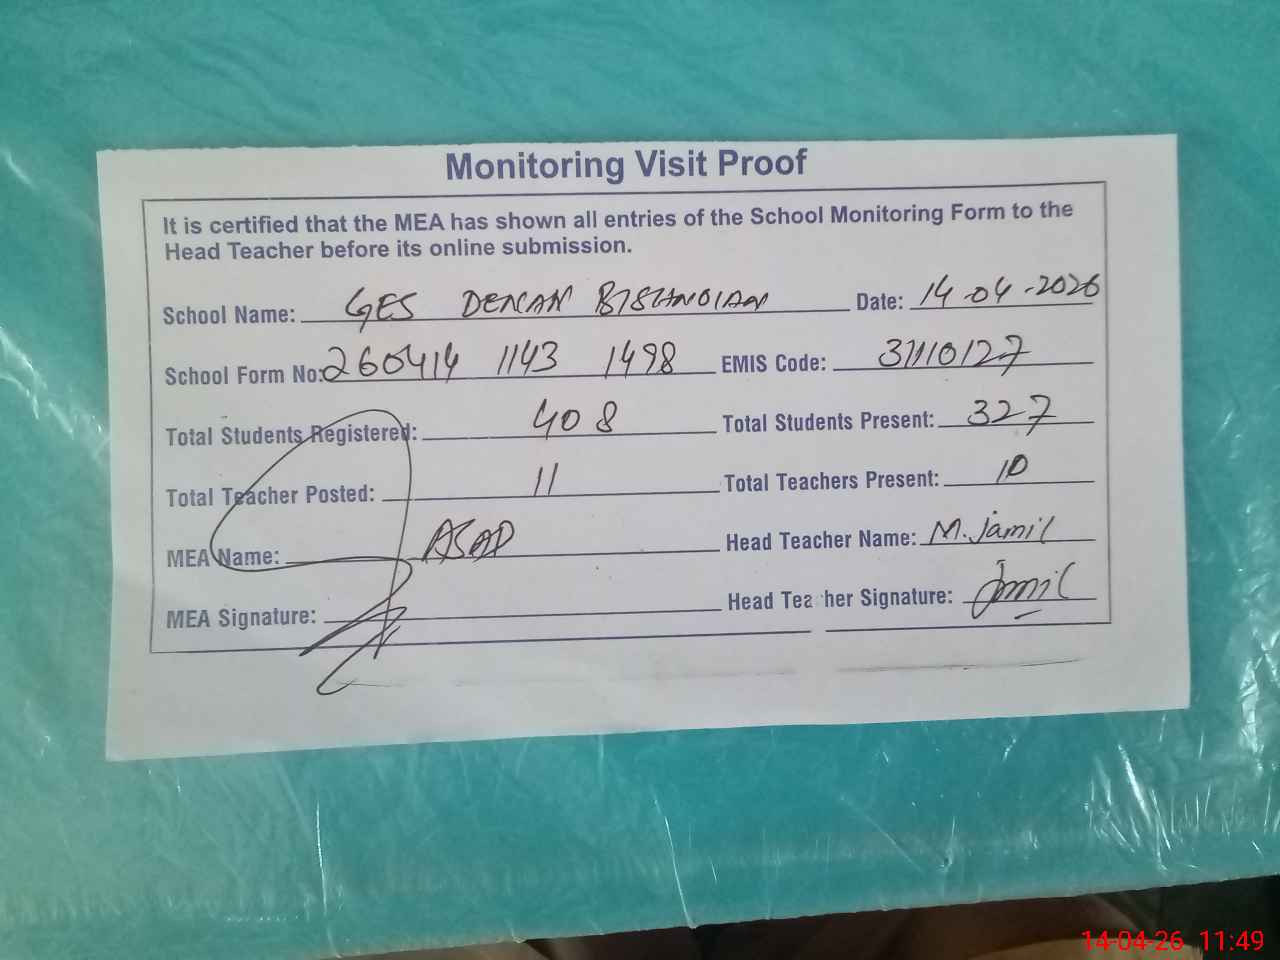 Monitoring Visit Proof
It is certified that the MEA has shown all entries of the School Monitoring Form to the
Head Teacher before its online submission.
School Name: GES DERAN BISHNOIAN Date: 14-04-2026
School Form No: 260414 1143 1498 EMIS Code: 31110127
Total Students Registered: 408 Total Students Present: 327
Total Teacher Posted: 11 Total Teachers Present: 10
MEA Name: ASAD Head Teacher Name: M. Jamil
MEA Signature: Head Teacher Signature: Jamil
14-04-26 11:49